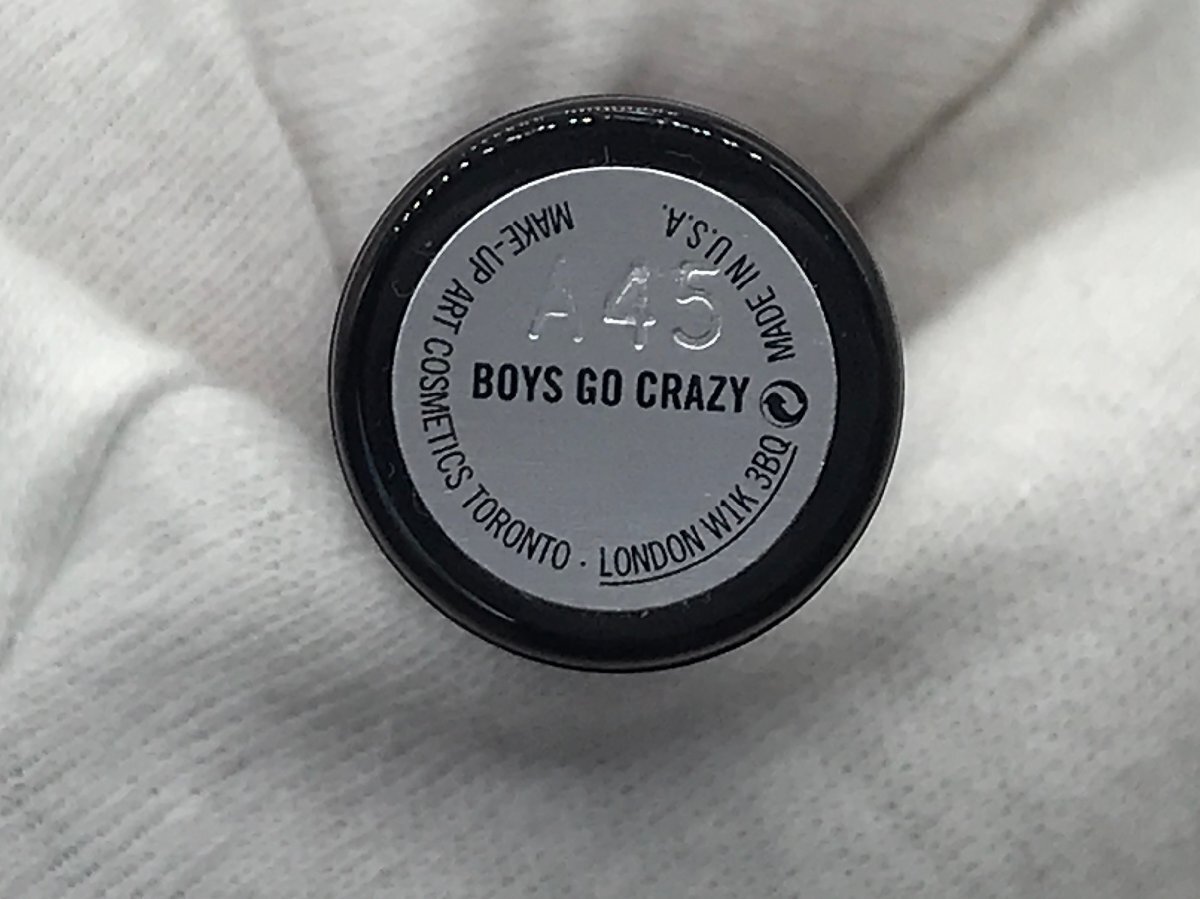 A45
BOYS GO CRAZY
MAKE-UP ART COSMETICS TORONTO · LONDON W1K 3BQ
MADE IN U.S.A.